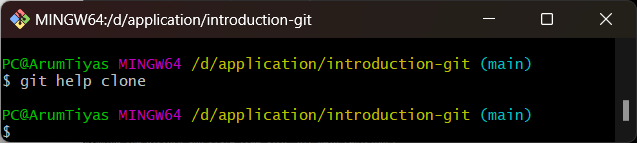 MINGW64:/d/application/introduction-git
PC@ArumTiyas MINGW64 /d/application/introduction-git (main)
$ git help clone
PC@ArumTiyas MINGW64 /d/application/introduction-git (main)
$